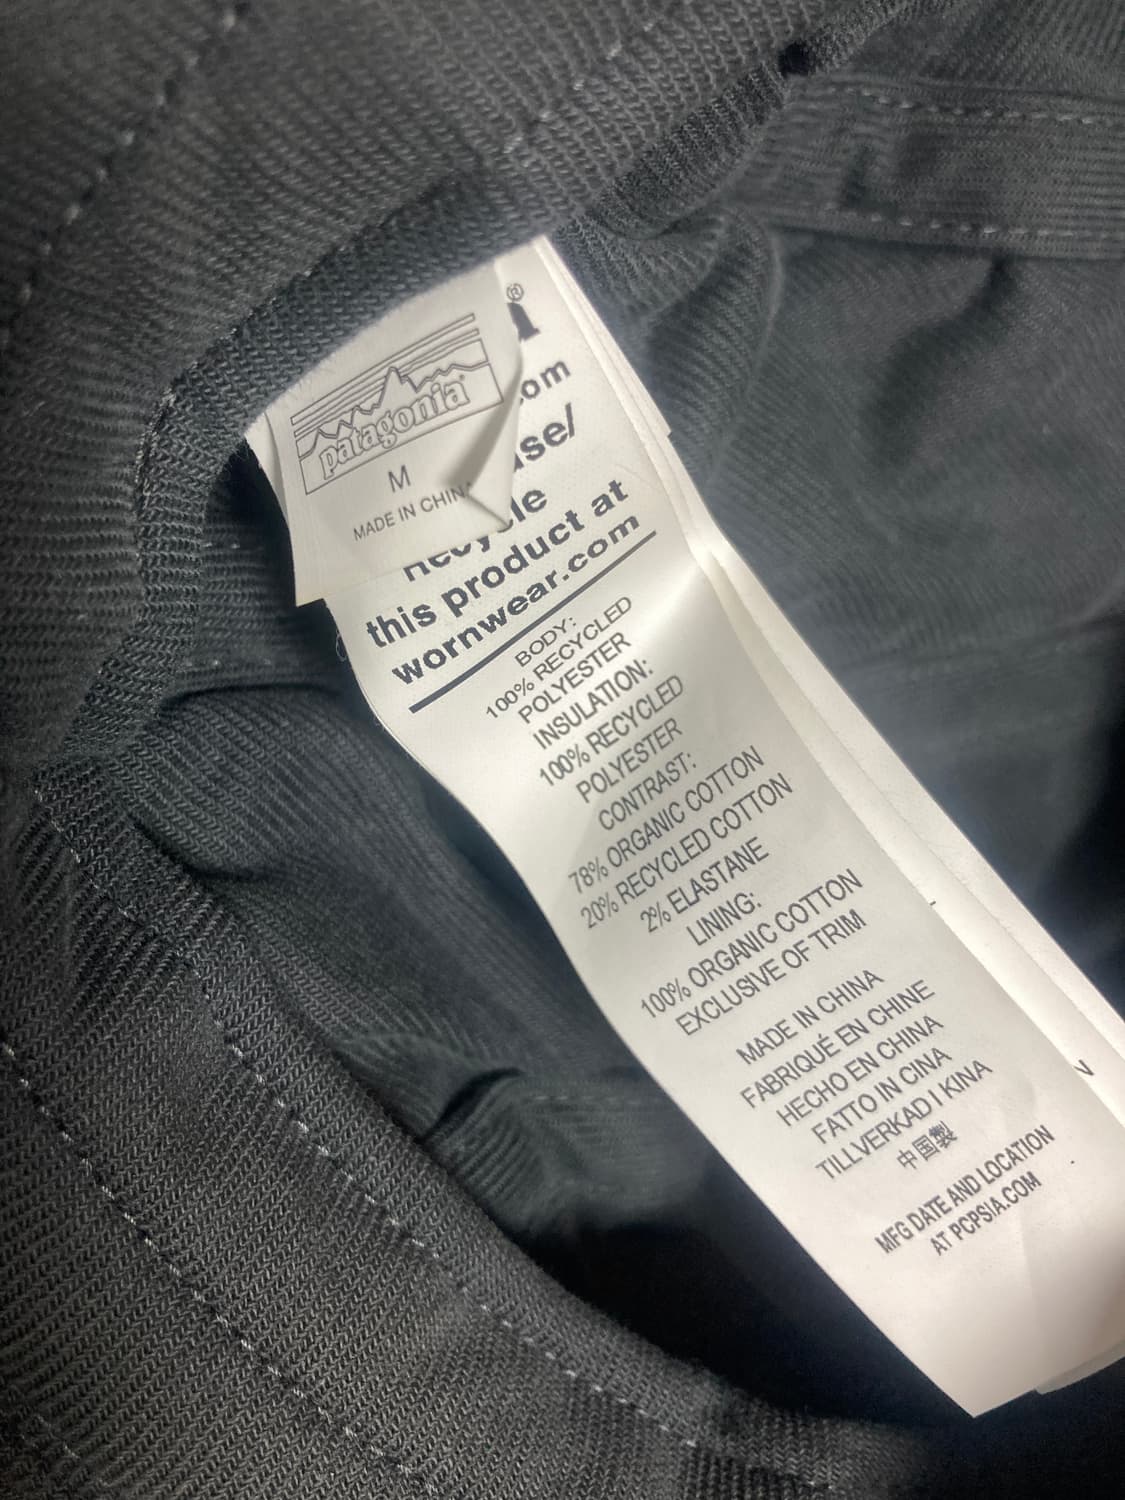 patagonia®
M
MADE IN CHINA
a®
.com
use/
Recycle
this product at
wornwear.com
BODY:
100% RECYCLED
POLYESTER
INSULATION:
100% RECYCLED
POLYESTER
CONTRAST:
78% ORGANIC COTTON
20% RECYCLED COTTON
2% ELASTANE
LINING:
100% ORGANIC COTTON
EXCLUSIVE OF TRIM
MADE IN CHINA
FABRIQUÉ EN CHINE
HECHO EN CHINA
FATTO IN CINA
TILLVERKAD I KINA
中国製
MFG DATE AND LOCATION
AT PCPSIA.COM
N